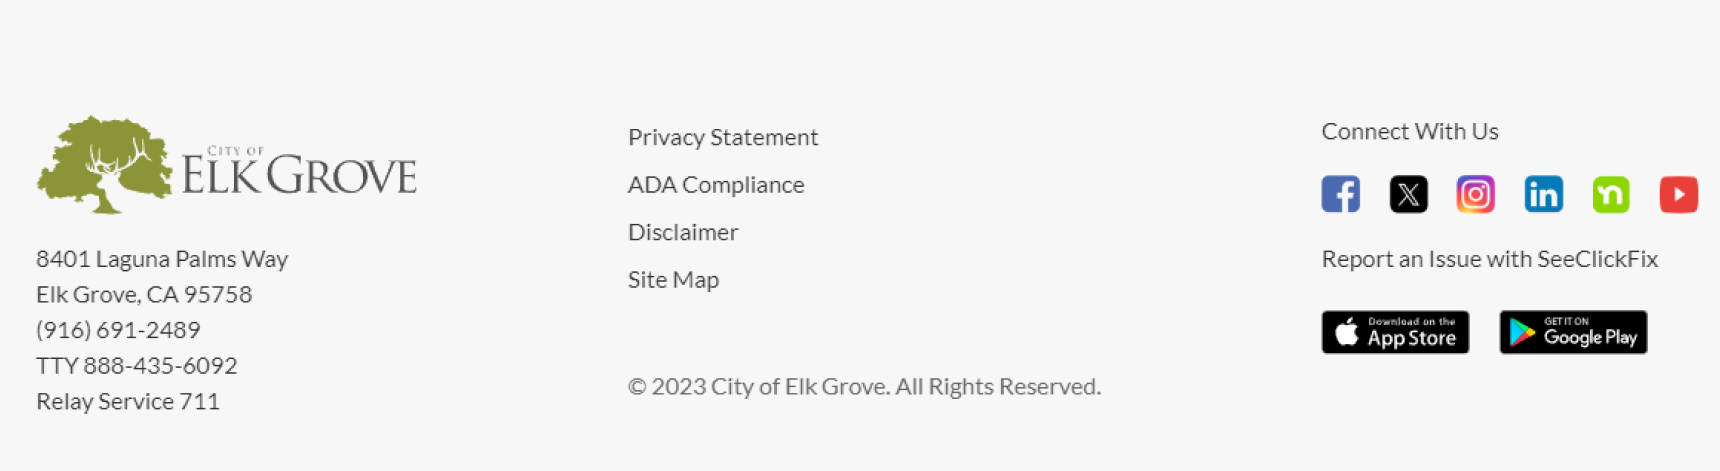 CITY OF
ELK GROVE
8401 Laguna Palms Way
Elk Grove, CA 95758
(916) 691-2489
TTY 888-435-6092
Relay Service 711
Privacy Statement
ADA Compliance
Disclaimer
Site Map
© 2023 City of Elk Grove. All Rights Reserved.
Connect With Us
Report an Issue with SeeClickFix
Download on the
App Store
GET IT ON
Google Play